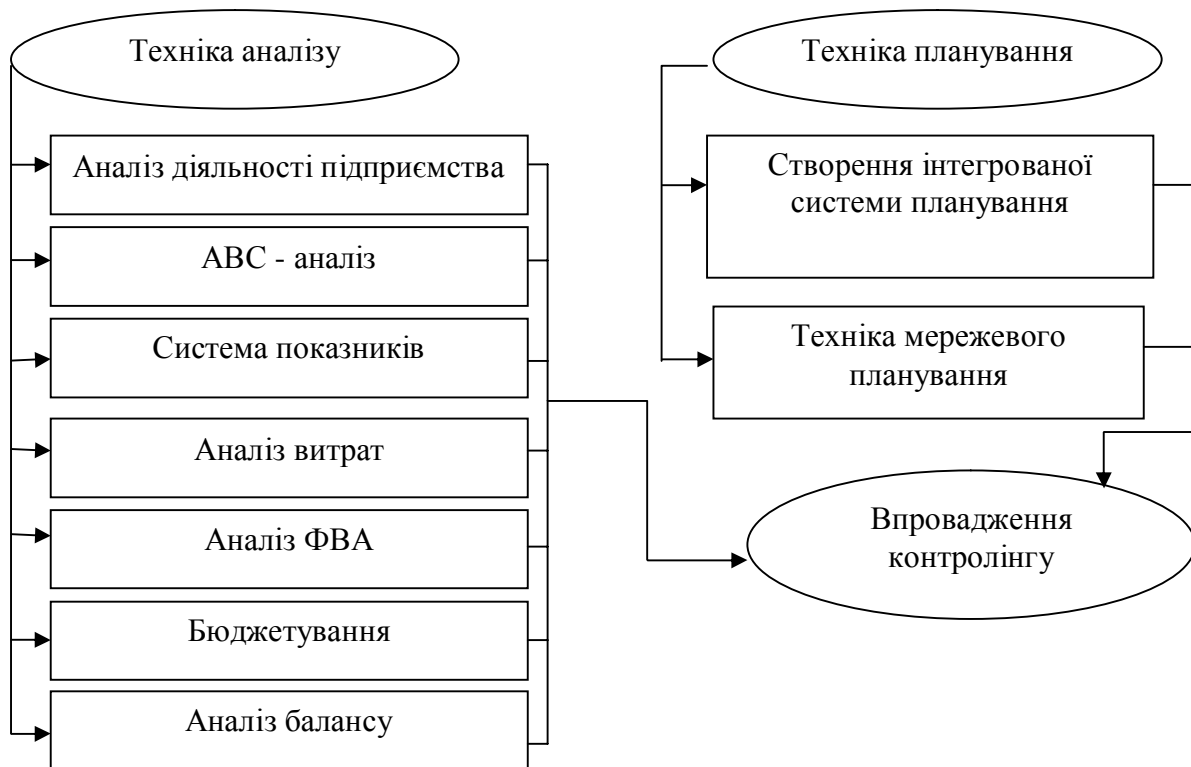 Техніка аналізу
Аналіз діяльності підприємства
АВС - аналіз
Система показників
Аналіз витрат
Аналіз ФВА
Бюджетування
Аналіз балансу
Техніка планування
Створення інтегрованої
системи планування
Техніка мережевого
планування
Впровадження
контролінгу